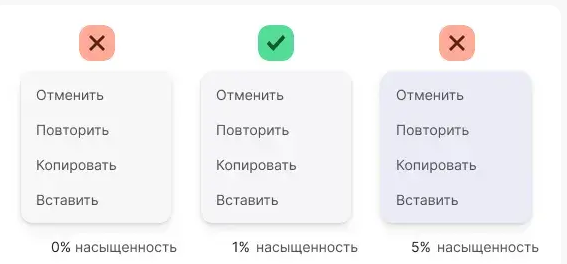 Отменить
Повторить
Копировать
Вставить
0% насыщенность
Отменить
Повторить
Копировать
Вставить
1% насыщенность
Отменить
Повторить
Копировать
Вставить
5% насыщенность